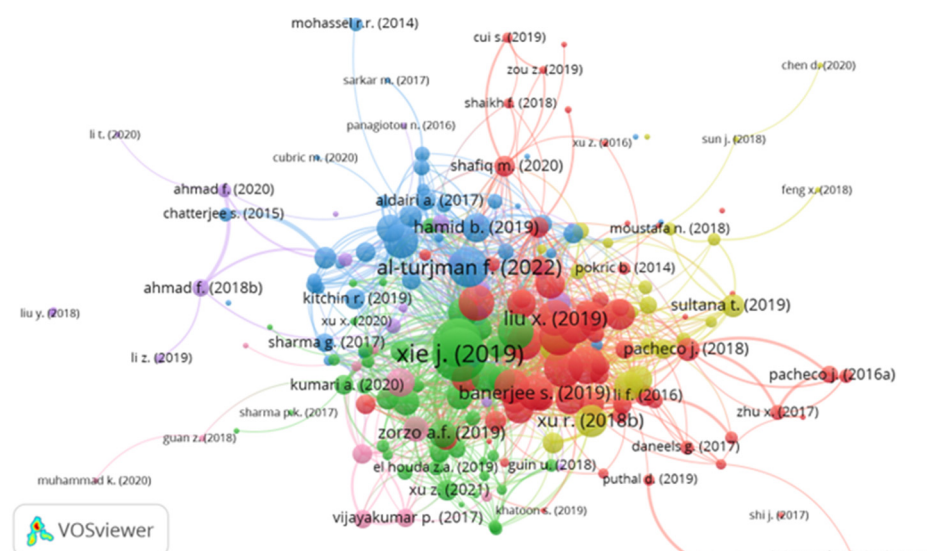 mohassel r.r. (2014)
cui s. (2019)
zou z. (2019)
chen d. (2020)
sarkar m. (2017)
shaikh f. (2018)
panagiotou n. (2016)
li t. (2020)
xu z. (2016)
sun j. (2018)
cubric m. (2020)
shafiq m. (2020)
ahmad f. (2020)
feng x. (2018)
aldairi a. (2017)
chatterjee s. (2015)
hamid b. (2019)
moustafa n. (2018)
al-turjman f. (2022)
pokric b. (2014)
ahmad f. (2018b)
kitchin r. (2019)
sultana t. (2019)
liu y. (2018)
xu x. (2020)
liu x. (2019)
sharma g. (2017)
xie j. (2019)
pacheco j. (2018)
li z. (2019)
pacheco j. (2016a)
kumari a. (2020)
banerjee s. (2019)
li f. (2016)
sharma p.k. (2017)
zhu x. (2017)
xu r. (2018b)
zorzo a.f. (2019)
guan z. (2018)
daneels g. (2017)
el houda z.a. (2019)
guin u. (2018)
muhammad k. (2020)
puthal d. (2019)
xu z. (2021)
khatoon s. (2019)
vijayakumar p. (2017)
shi j. (2017)
VOSviewer